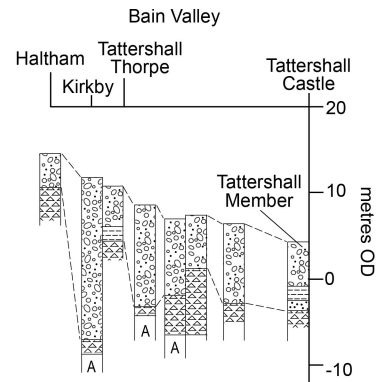 Bain Valley
Haltham
Kirkby
Tattershall
Thorpe
Tattershall
Castle
20
10
Tattershall
Member
metres OD
0
A
A
A
-10